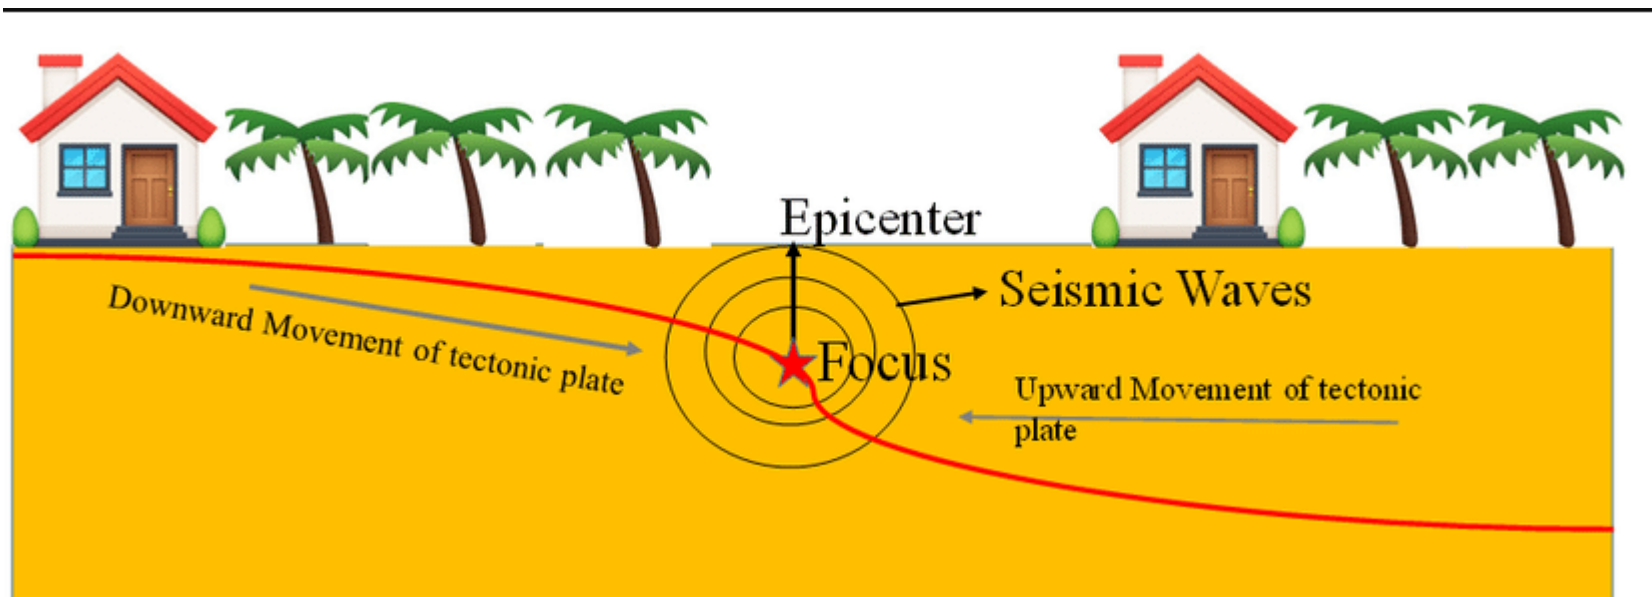 Epicenter
Seismic Waves
Downward Movement of tectonic plate
Focus
Upward Movement of tectonic
plate